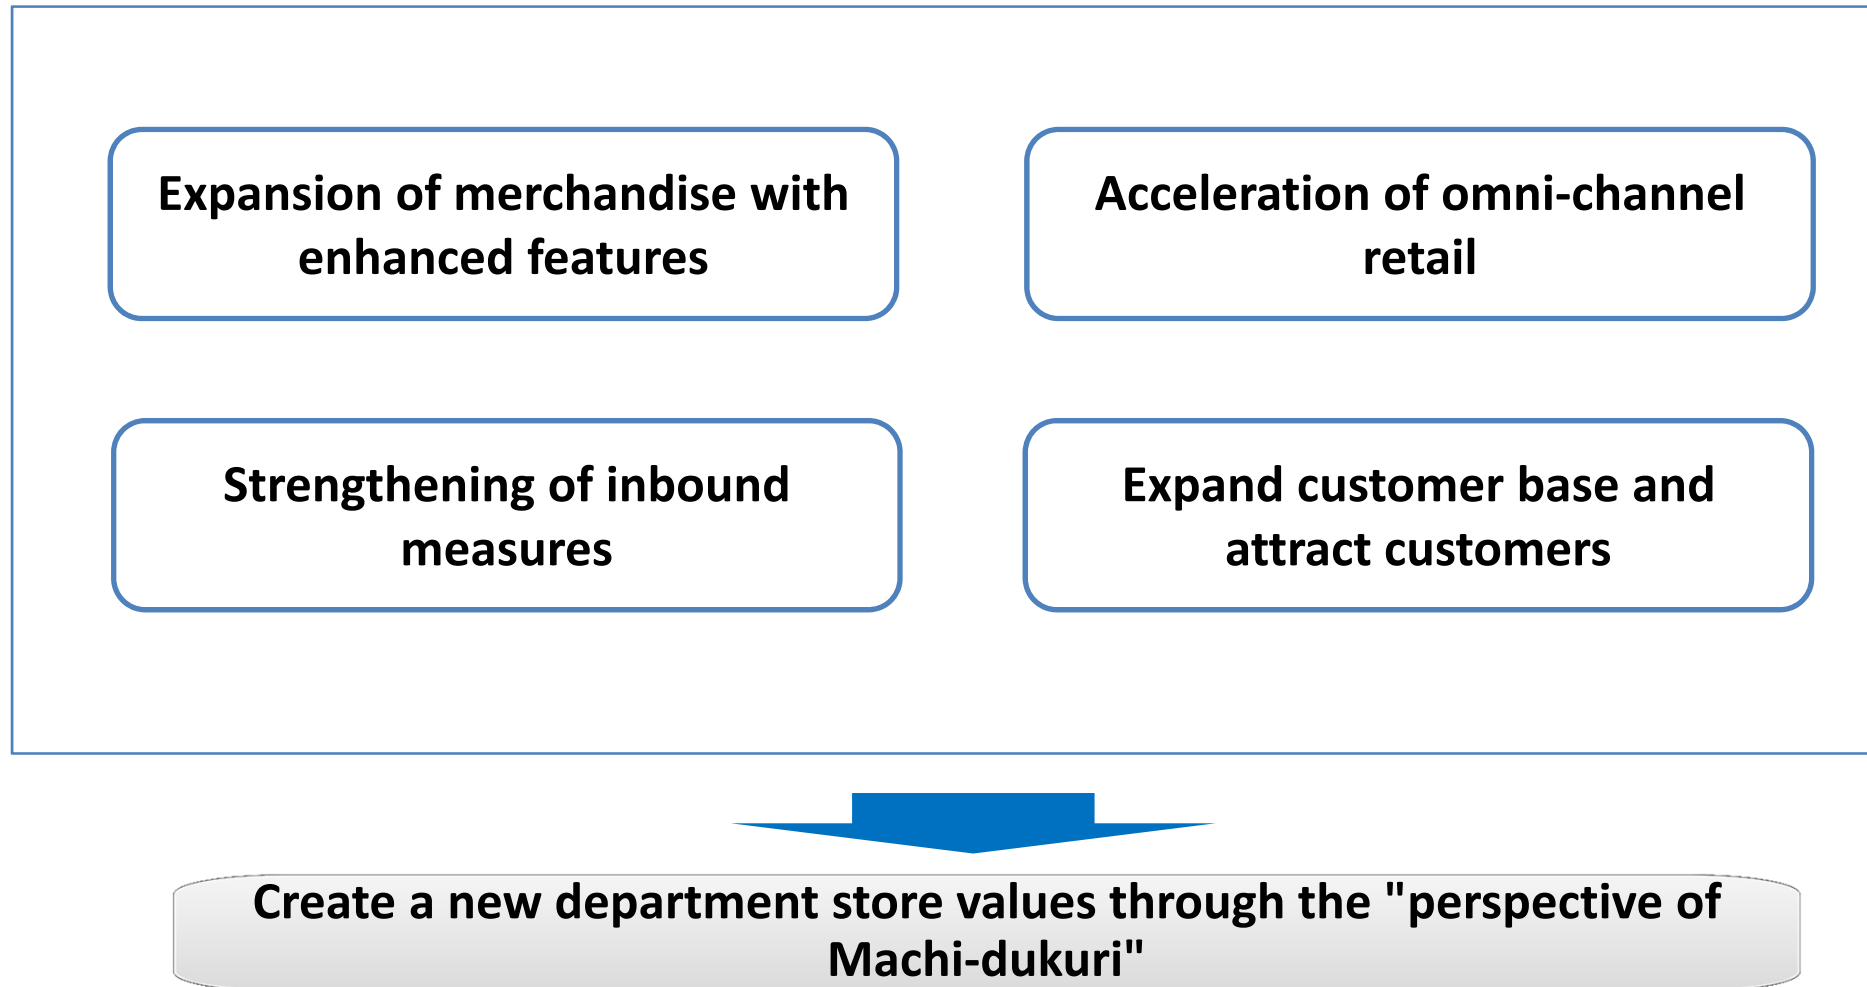 Expansion of merchandise with
enhanced features
Acceleration of omni-channel
retail
Strengthening of inbound
measures
Expand customer base and
attract customers
Create a new department store values through the "perspective of
Machi-dukuri"